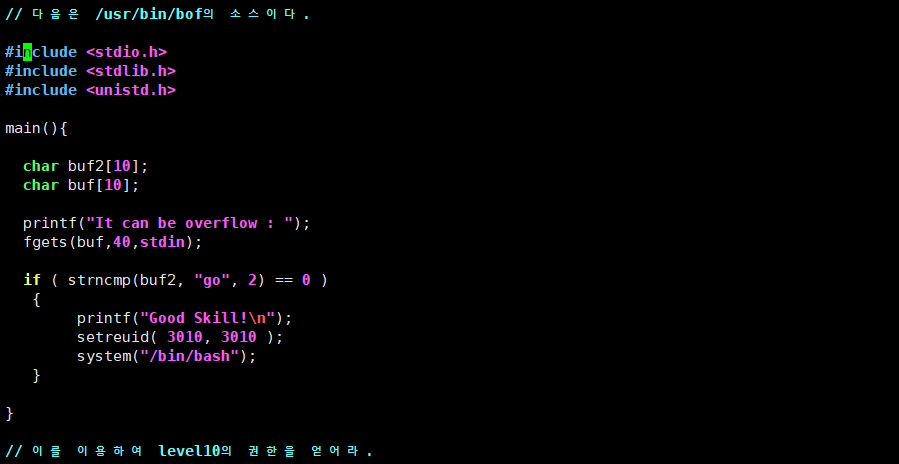 // 다음은 /usr/bin/bof의 소스이다.
#include <stdio.h>
#include <stdlib.h>
#include <unistd.h>
main(){
char buf2[10];
char buf[10];
printf("It can be overflow : ");
fgets(buf,40,stdin);
if ( strncmp(buf2, "go", 2) == 0 )
{
printf("Good Skill!\n");
setreuid( 3010, 3010 );
system("/bin/bash");
}
}
// 이를 이용하여 level10의 권한을 얻어라.